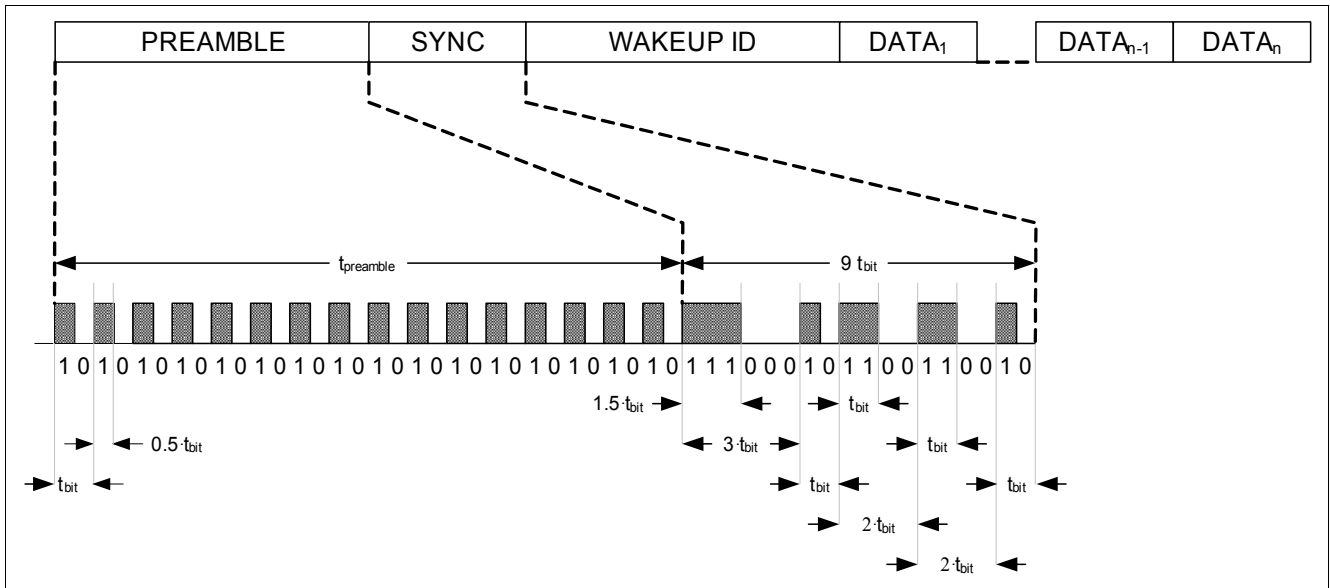 PREAMBLE SYNC WAKEUP ID DATA1 DATAn-1 DATAn
tpreamble 9 tbit
1 0 1 0 1 0 1 0 1 0 1 0 1 0 1 0 1 0 1 0 1 0 1 0 1 0 1 0 1 0 1 0 1 1 1 0 0 0 1 0 1 1 0 0 1 1 0 0 1 0
1.5·tbit tbit
0.5·tbit 3·tbit tbit
tbit tbit tbit
2·tbit
2·tbit